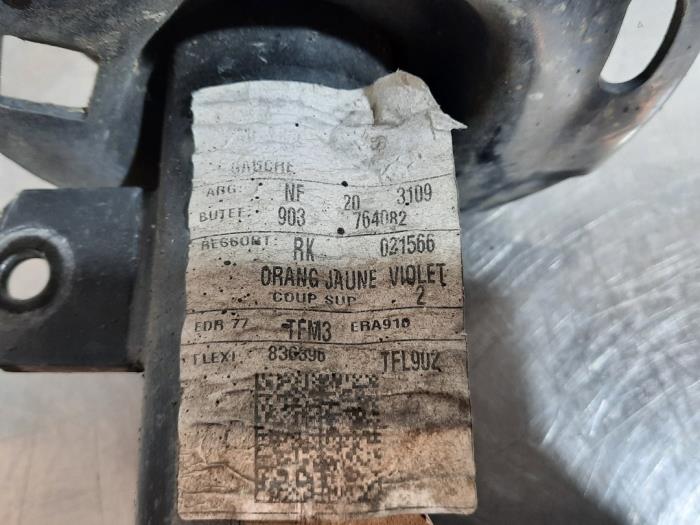 GAUCHE
ARG: NF 20 3109
BUTEE: 903 764082
RESSORT: RK 021566
ORANG JAUNE VIOLET
COUP SUP 2
EDR 77 TFM3 ERA910
FLEXI 836396 TFL902